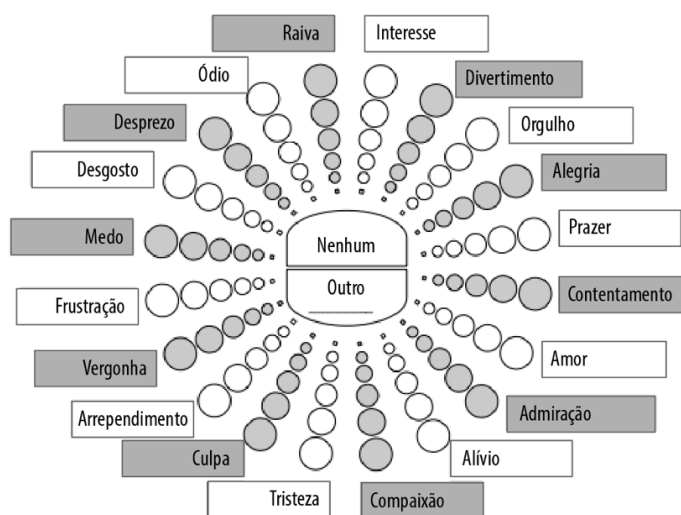 Raiva
Interesse
Ódio
Divertimento
Desprezo
Orgulho
Desgosto
Alegria
Medo
Prazer
Nenhum
Outro
Frustração
Contentamento
Vergonha
Amor
Arrependimento
Admiração
Culpa
Alívio
Tristeza
Compaixão